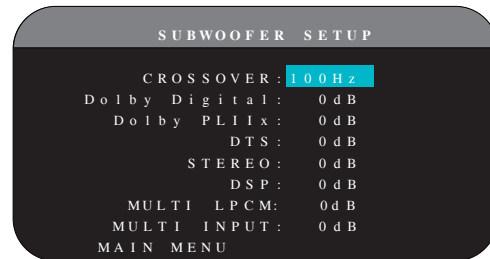 SUBWOOFER SETUP
CROSSOVER: 100Hz
Dolby Digital: 0dB
Dolby PLIIx: 0dB
DTS: 0dB
STEREO: 0dB
DSP: 0dB
MULTI LPCM: 0dB
MULTI INPUT: 0dB
MAIN MENU